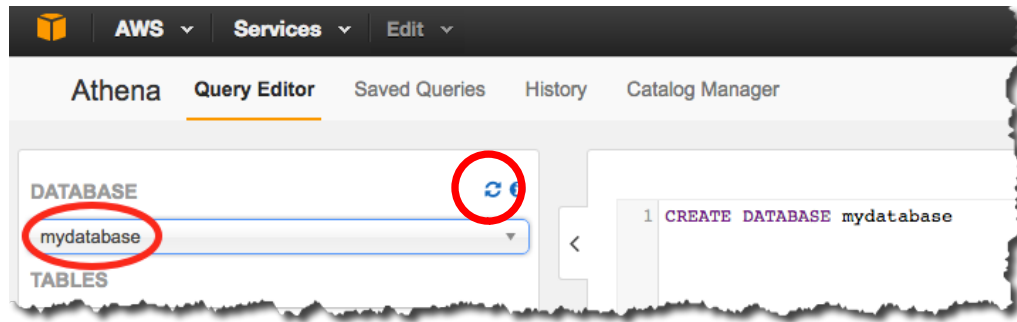 AWS Services Edit
Athena Query Editor Saved Queries History Catalog Manager
DATABASE
mydatabase
TABLES
1 CREATE DATABASE mydatabase